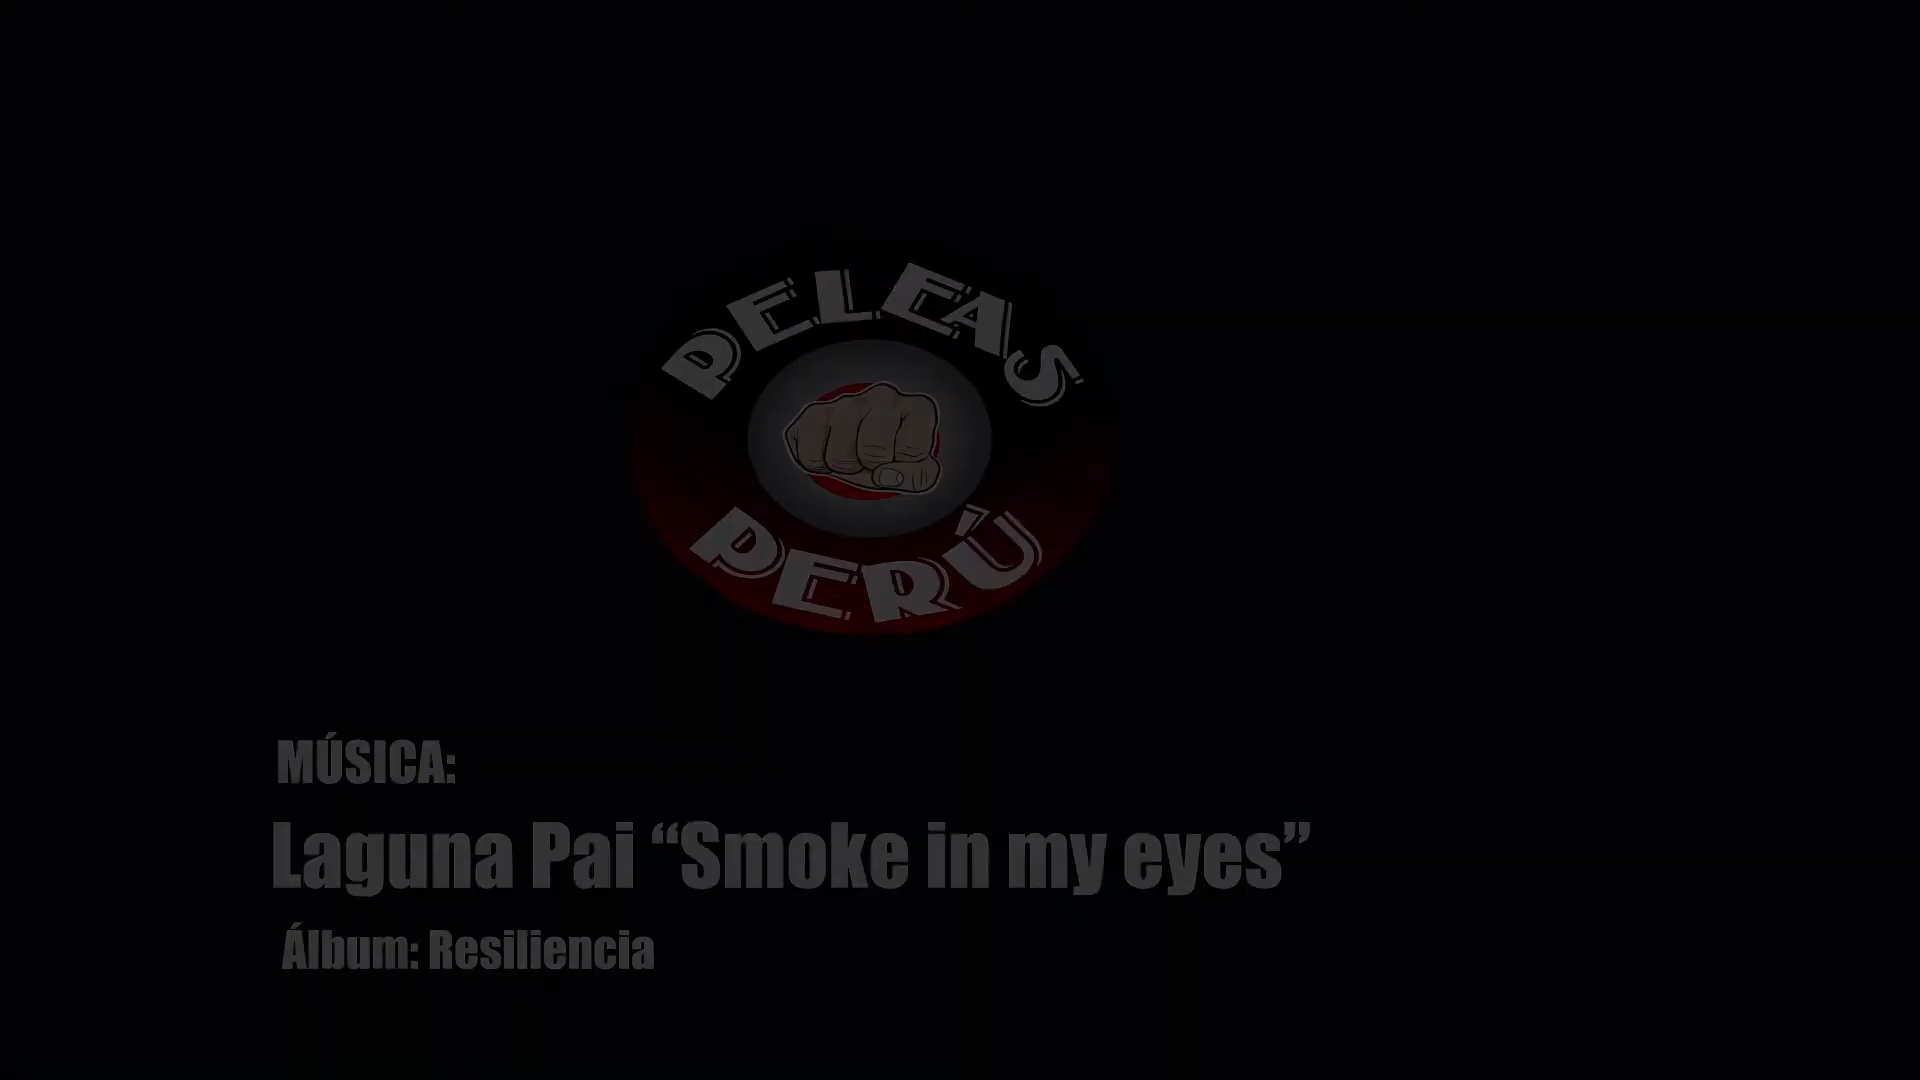 PELEAS
PERÚ
MÚSICA:
Laguna Pai “Smoke in my eyes”
Álbum: Resiliencia